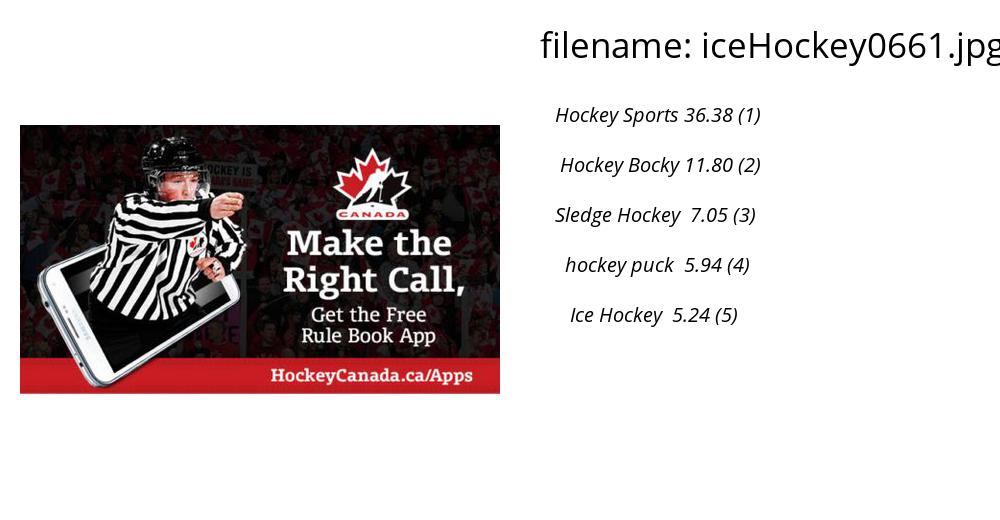 filename: iceHockey0661.jpg
Hockey Sports 36.38 (1)
Hockey Bocky 11.80 (2)
Sledge Hockey 7.05 (3)
hockey puck 5.94 (4)
Ice Hockey 5.24 (5)
HOCKEY IS
CANADA
Make the
Right Call,
Get the Free
Rule Book App
HockeyCanada.ca/Apps